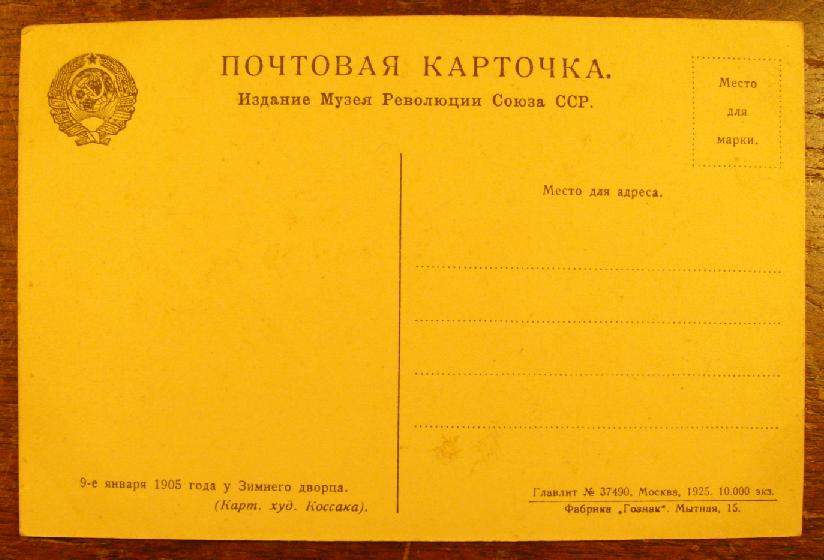 ПОЧТОВАЯ КАРТОЧКА.
Издание Музея Революции Союза ССР.
Место
для
марки.
Место для адреса.
9-е января 1905 года у Зимнего дворца.
(Карт. худ. Коссака).
Главлит № 37490. Москва, 1925. 10.000 экз.
Фабрика „Гознак“. Мытная, 15.